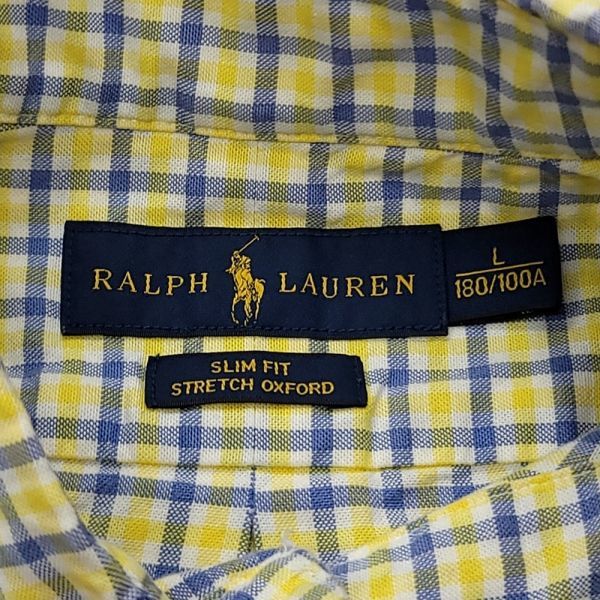 RALPH LAUREN
L
180/100A
SLIM FIT
STRETCH OXFORD